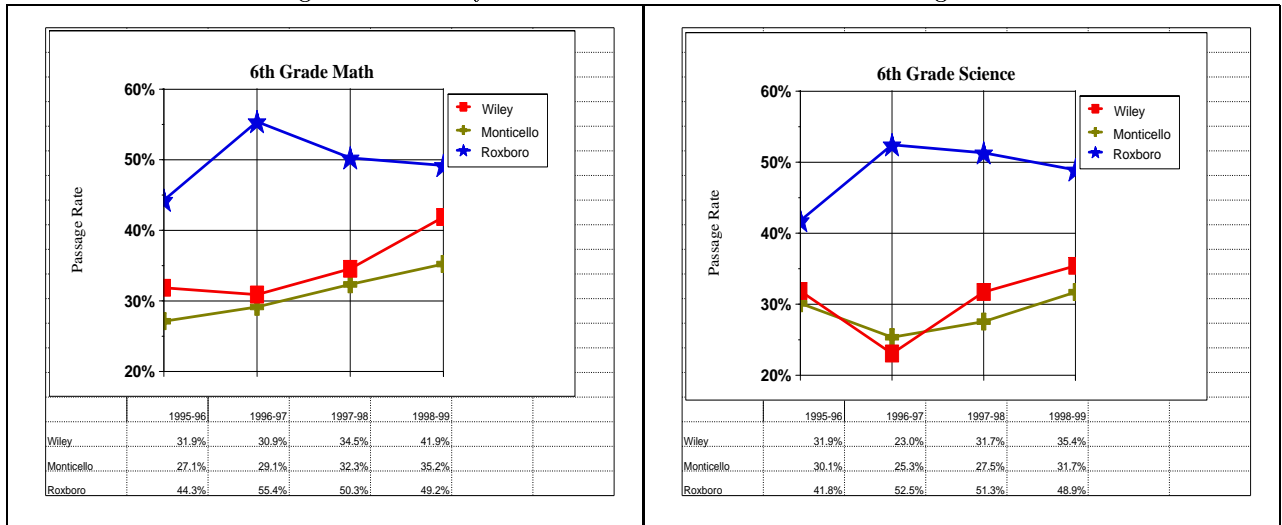 6th Grade Math
60%
50%
40%
30%
20%
Passage Rate
Wiley
Monticello
Roxboro
1995-96 1996-97 1997-98 1998-99
Wiley 31.9% 30.9% 34.5% 41.9%
Monticello 27.1% 29.1% 32.3% 35.2%
Roxboro 44.3% 55.4% 50.3% 49.2%
6th Grade Science
60%
50%
40%
30%
20%
Passage Rate
Wiley
Monticello
Roxboro
1995-96 1996-97 1997-98 1998-99
Wiley 31.9% 23.0% 31.7% 35.4%
Monticello 30.1% 25.3% 27.5% 31.7%
Roxboro 41.8% 52.5% 51.3% 48.9%